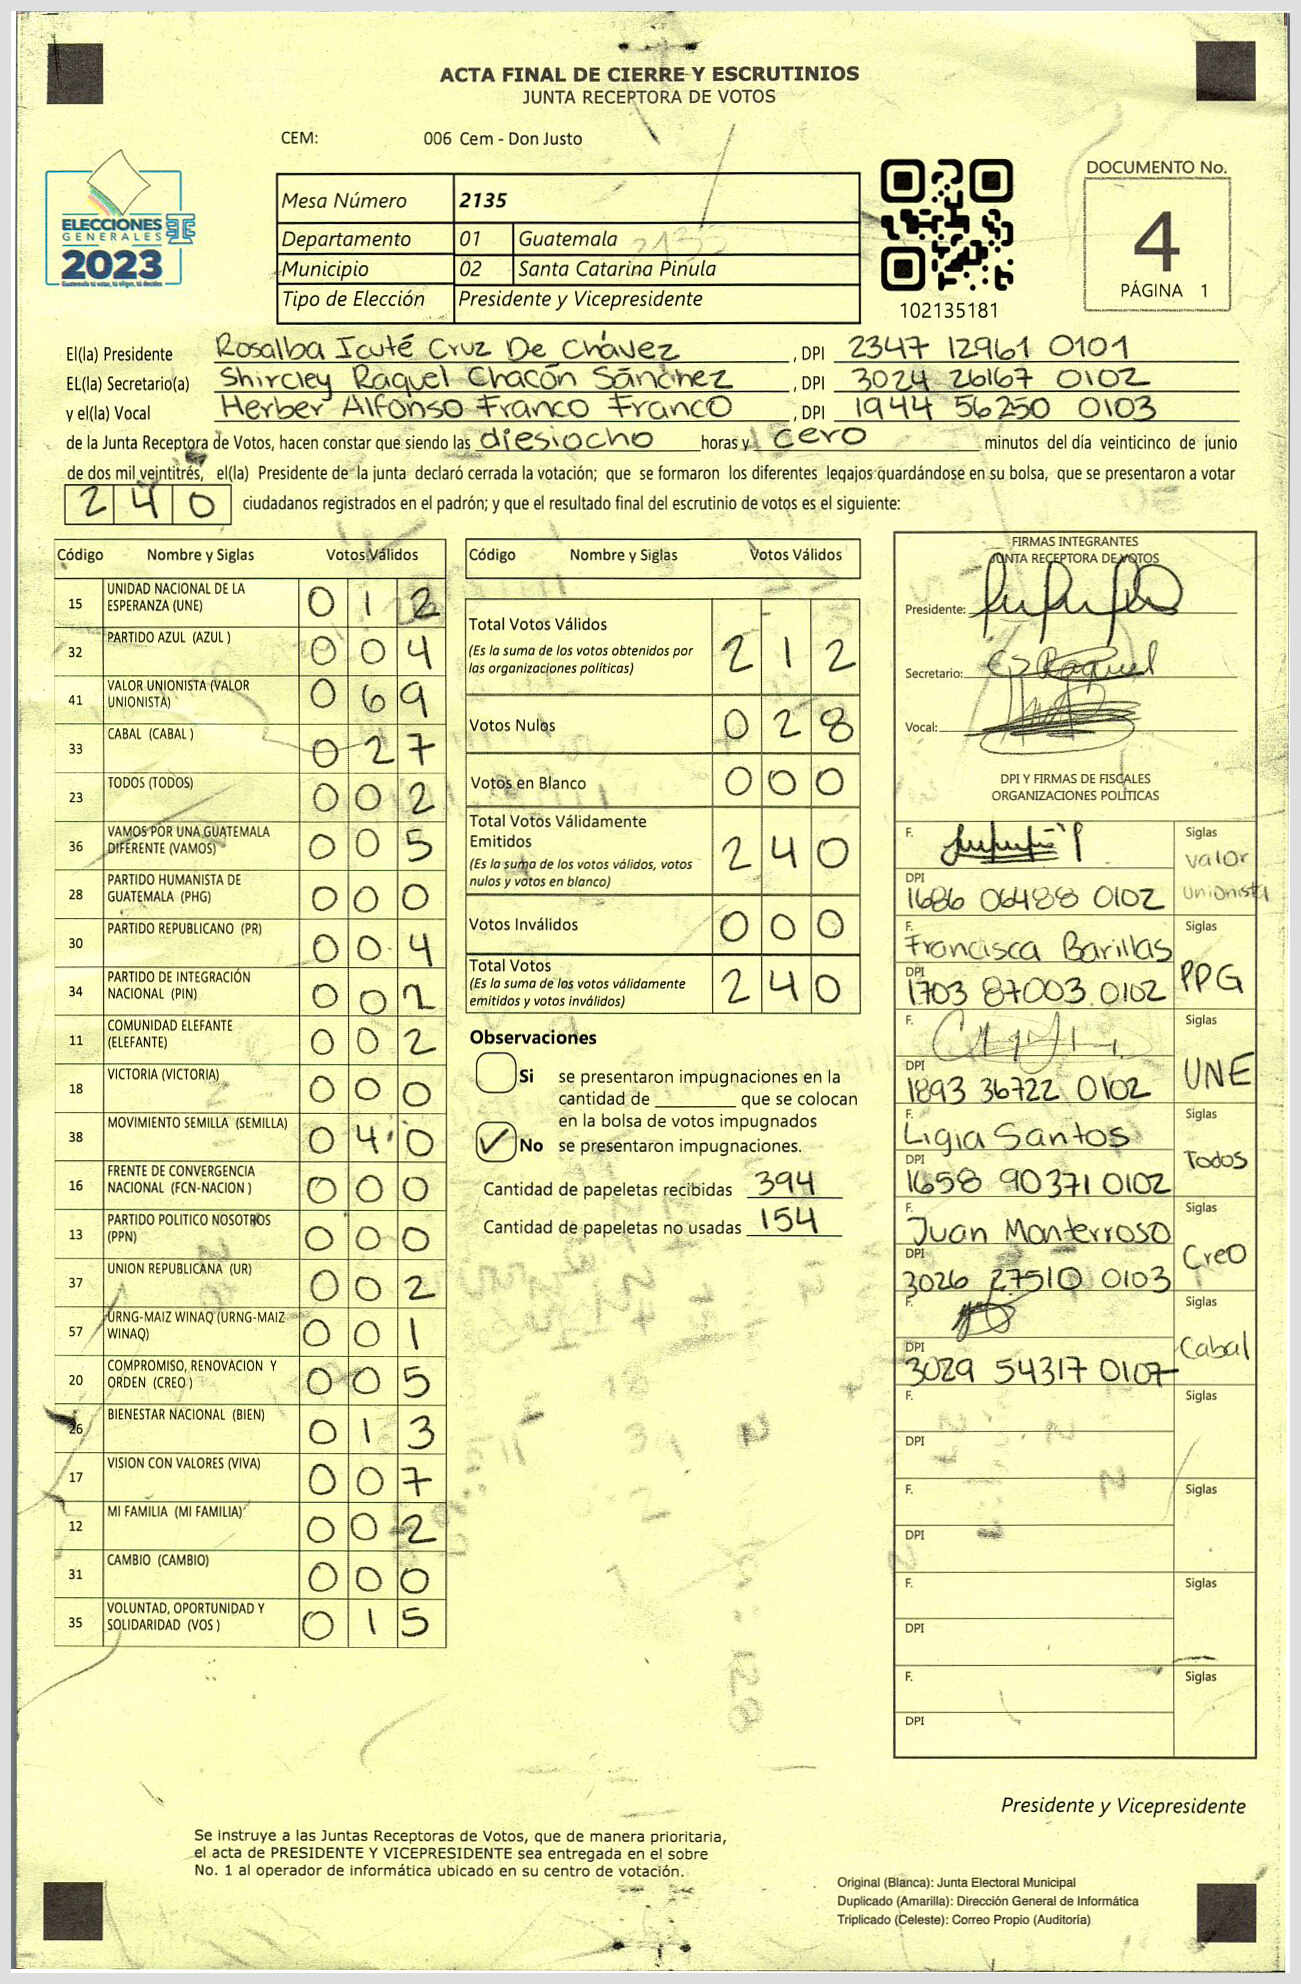 ACTA FINAL DE CIERRE Y ESCRUTINIOS
JUNTA RECEPTORA DE VOTOS
CEM: 006 Cem - Don Justo
ELECCIONES
GENERALES
2023
Mesa Número 2135
Departamento 01 Guatemala
Municipio 02 Santa Catarina Pinula
Tipo de Elección Presidente y Vicepresidente
102135181
DOCUMENTO No.
4
PÁGINA 1
El(la) Presidente Rosalba Icuté Cruz De Chávez , DPI 2347 12961 0101
EL(la) Secretario(a) Shircley Raquel Chacón Sánchez , DPI 3024 26167 0102
y el(la) Vocal Herber Alfonso Franco Franco , DPI 1944 56250 0103
de la Junta Receptora de Votos, hacen constar que siendo las diesiocho horas y cero minutos del día veinticinco de junio
de dos mil veintitrés, el(la) Presidente de la junta declaró cerrada la votación; que se formaron los diferentes legajos guardándose en su bolsa, que se presentaron a votar
240 ciudadanos registrados en el padrón; y que el resultado final del escrutinio de votos es el siguiente:
Código Nombre y Siglas Votos Válidos
15 UNIDAD NACIONAL DE LA ESPERANZA (UNE) 0 1 2
32 PARTIDO AZUL (AZUL ) 0 0 4
41 VALOR UNIONISTA (VALOR UNIONISTA) 0 6 9
33 CABAL (CABAL ) 0 2 7
23 TODOS (TODOS) 0 0 2
36 VAMOS POR UNA GUATEMALA DIFERENTE (VAMOS) 0 0 5
28 PARTIDO HUMANISTA DE GUATEMALA (PHG) 0 0 0
30 PARTIDO REPUBLICANO (PR) 0 0 4
34 PARTIDO DE INTEGRACIÓN NACIONAL (PIN) 0 0 2
11 COMUNIDAD ELEFANTE (ELEFANTE) 0 0 2
18 VICTORIA (VICTORIA) 0 0 0
38 MOVIMIENTO SEMILLA (SEMILLA) 0 4 0
16 FRENTE DE CONVERGENCIA NACIONAL (FCN-NACION ) 0 0 0
13 PARTIDO POLITICO NOSOTROS (PPN) 0 0 0
37 UNION REPUBLICANA (UR) 0 0 2
57 URNG-MAIZ WINAQ (URNG-MAIZ WINAQ) 0 0 1
20 COMPROMISO, RENOVACION Y ORDEN (CREO ) 0 0 5
26 BIENESTAR NACIONAL (BIEN) 0 1 3
17 VISION CON VALORES (VIVA) 0 0 7
12 MI FAMILIA (MI FAMILIA) 0 0 2
31 CAMBIO (CAMBIO) 0 0 0
35 VOLUNTAD, OPORTUNIDAD Y SOLIDARIDAD (VOS ) 0 1 5
Código Nombre y Siglas Votos Válidos
Total Votos Válidos 2 1 2
(Es la suma de los votos obtenidos por
las organizaciones políticas)
Votos Nulos 0 2 8
Votos en Blanco 0 0 0
Total Votos Válidamente
Emitidos 2 4 0
(Es la suma de los votos válidos, votos
nulos y votos en blanco)
Votos Inválidos 0 0 0
Total Votos 2 4 0
(Es la suma de los votos válidamente
emitidos y votos inválidos)
Observaciones
Si se presentaron impugnaciones en la
cantidad de ________ que se colocan
en la bolsa de votos impugnados
No se presentaron impugnaciones.
Cantidad de papeletas recibidas 394
Cantidad de papeletas no usadas 154
FIRMAS INTEGRANTES
JUNTA RECEPTORA DE VOTOS
Presidente:
Secretario: Raquel
Vocal:
DPI Y FIRMAS DE FISCALES
ORGANIZACIONES POLÍTICAS
F. Siglas Valor Unionista
DPI 1686 06488 0102
F. Francisca Barillas Siglas PPG
DPI 1703 87003 0102
F. Siglas UNE
DPI 1893 36722 0102
F. Ligia Santos Siglas Todos
DPI 1658 90371 0102
F. Juan Monterroso Siglas Creo
DPI 3026 27510 0103
F. Siglas Cabal
DPI 3029 54317 0107
F. Siglas
DPI
F. Siglas
DPI
F. Siglas
DPI
F. Siglas
DPI
Presidente y Vicepresidente
Se instruye a las Juntas Receptoras de Votos, que de manera prioritaria,
el acta de PRESIDENTE Y VICEPRESIDENTE sea entregada en el sobre
No. 1 al operador de informática ubicado en su centro de votación.
Original (Blanca): Junta Electoral Municipal
Duplicado (Amarilla): Dirección General de Informática
Triplicado (Celeste): Correo Propio (Auditoría)